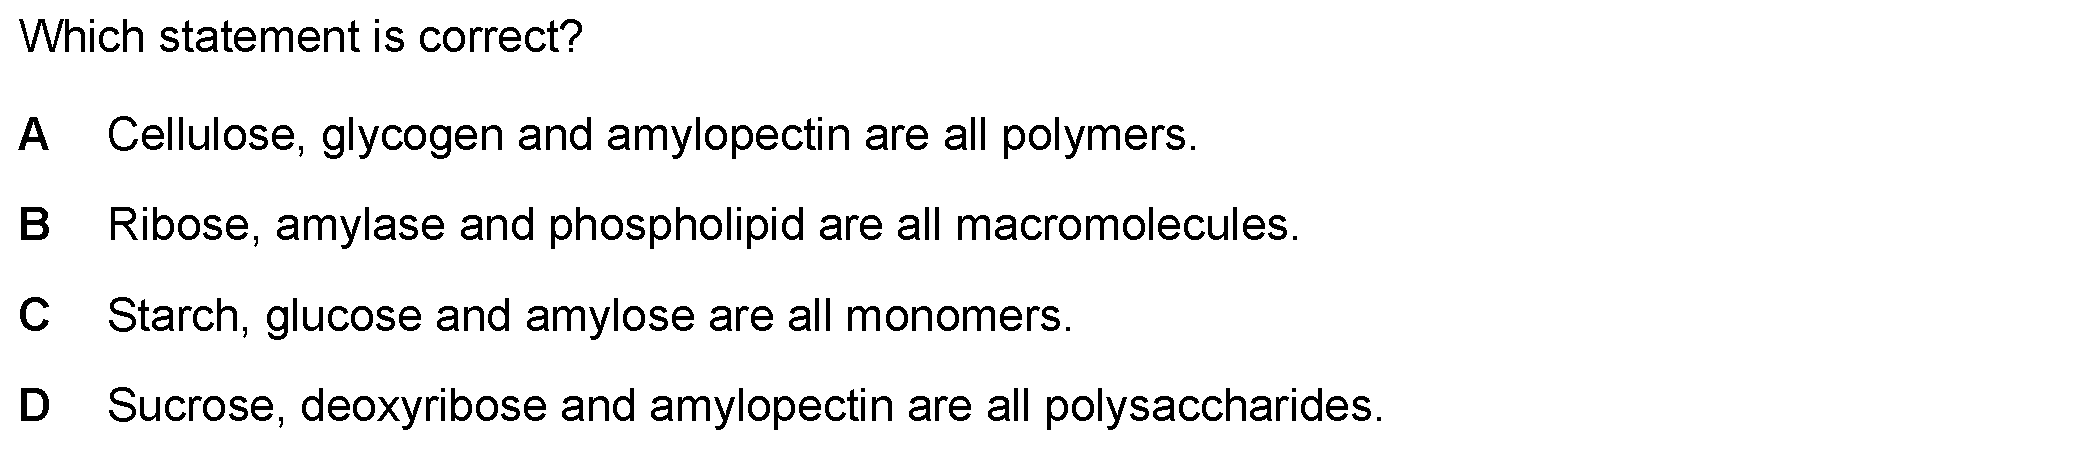 Which statement is correct?
A Cellulose, glycogen and amylopectin are all polymers.
B Ribose, amylase and phospholipid are all macromolecules.
C Starch, glucose and amylose are all monomers.
D Sucrose, deoxyribose and amylopectin are all polysaccharides.